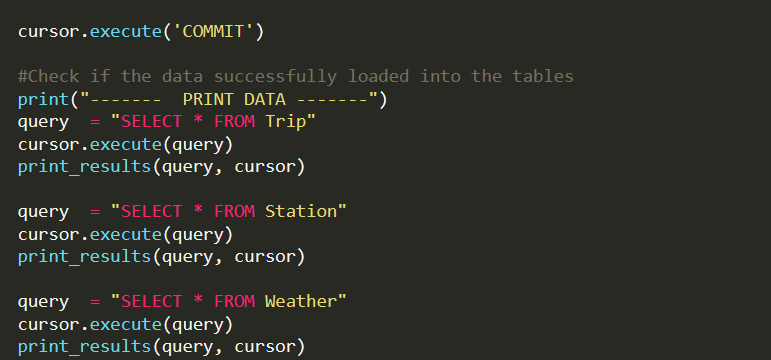 cursor.execute('COMMIT')
#Check if the data successfully loaded into the tables
print("-------  PRINT DATA -------")
query  = "SELECT * FROM Trip"
cursor.execute(query)
print_results(query, cursor)
query  = "SELECT * FROM Station"
cursor.execute(query)
print_results(query, cursor)
query  = "SELECT * FROM Weather"
cursor.execute(query)
print_results(query, cursor)